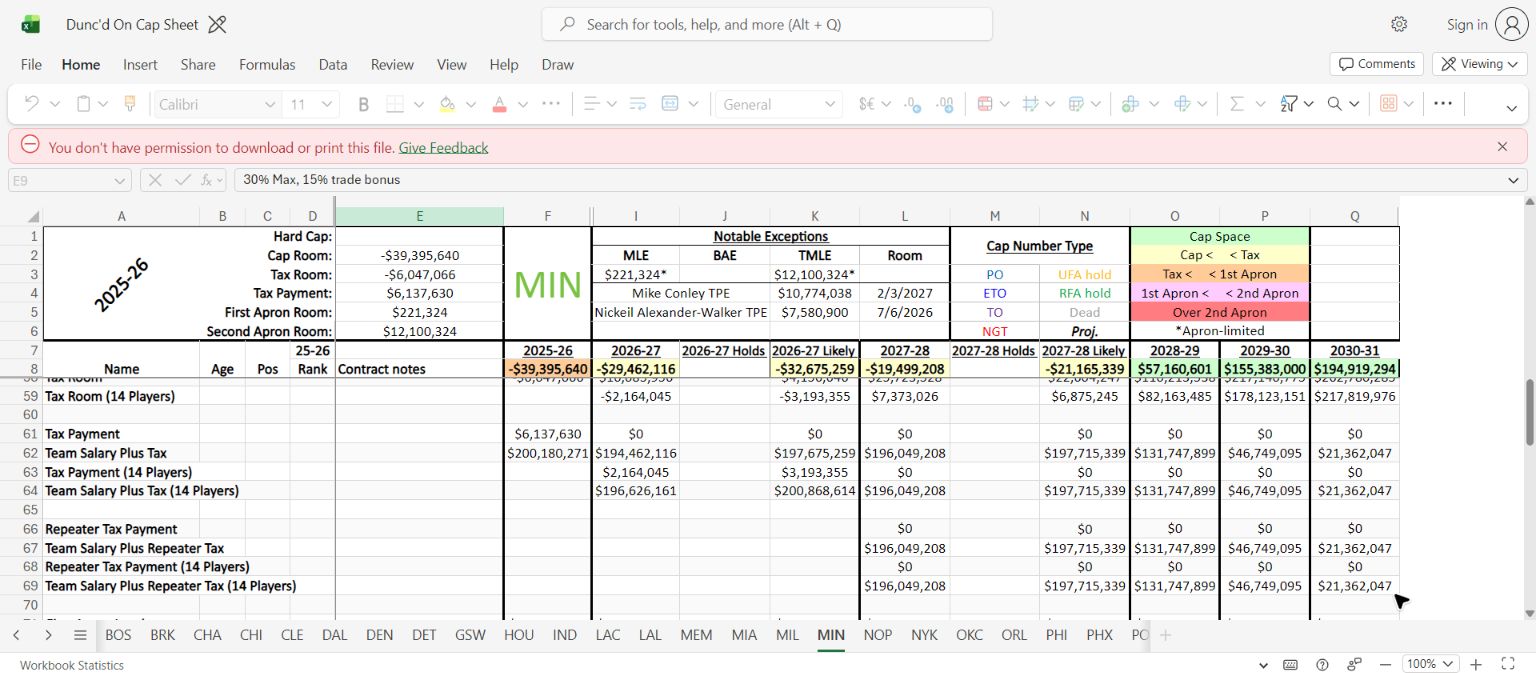 Dunc'd On Cap Sheet
Search for tools, help, and more (Alt + Q)
Sign in
File Home Insert Share Formulas Data Review View Help Draw
Comments Viewing
Calibri 11 B General $€
You don't have permission to download or print this file. Give Feedback
E9 fx 30% Max, 15% trade bonus
A B C D E F I J K L M N O P Q
1 Hard Cap: Notable Exceptions Cap Space
2 Cap Room: -$39,395,640 MLE BAE TMLE Room Cap Number Type Cap < < Tax
3 2025-26 Tax Room: -$6,047,066 MIN $221,324* $12,100,324* PO UFA hold Tax < < 1st Apron
4 Tax Payment: $6,137,630 Mike Conley TPE $10,774,038 2/3/2027 ETO RFA hold 1st Apron < < 2nd Apron
5 First Apron Room: $221,324 Nickeil Alexander-Walker TPE $7,580,900 7/6/2026 TO Dead Over 2nd Apron
6 Second Apron Room: $12,100,324 NGT Proj. *Apron-limited
7 25-26 2025-26 2026-27 2026-27 Holds 2026-27 Likely 2027-28 2027-28 Holds 2027-28 Likely 2028-29 2029-30 2030-31
8 Name Age Pos Rank Contract notes -$39,395,640 -$29,462,116 -$32,675,259 -$19,499,208 -$21,165,339 $57,160,601 $155,383,000 $194,919,294
59 Tax Room (14 Players) -$2,164,045 -$3,193,355 $7,373,026 $6,875,245 $82,163,485 $178,123,151 $217,819,976
60
61 Tax Payment $6,137,630 $0 $0 $0 $0 $0 $0 $0
62 Team Salary Plus Tax $200,180,271 $194,462,116 $197,675,259 $196,049,208 $197,715,339 $131,747,899 $46,749,095 $21,362,047
63 Tax Payment (14 Players) $2,164,045 $3,193,355 $0 $0 $0 $0 $0
64 Team Salary Plus Tax (14 Players) $196,626,161 $200,868,614 $196,049,208 $197,715,339 $131,747,899 $46,749,095 $21,362,047
65
66 Repeater Tax Payment $0 $0 $0 $0 $0
67 Team Salary Plus Repeater Tax $196,049,208 $197,715,339 $131,747,899 $46,749,095 $21,362,047
68 Repeater Tax Payment (14 Players) $0 $0 $0 $0 $0
69 Team Salary Plus Repeater Tax (14 Players) $196,049,208 $197,715,339 $131,747,899 $46,749,095 $21,362,047
70
BOS BRK CHA CHI CLE DAL DEN DET GSW HOU IND LAC LAL MEM MIA MIL MIN NOP NYK OKC ORL PHI PHX PO
Workbook Statistics 100%